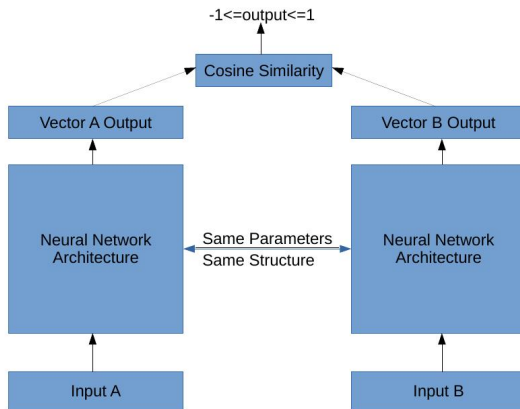 -1<=output<=1
Cosine Similarity
Vector A Output
Vector B Output
Neural Network
Architecture
Same Parameters
Same Structure
Neural Network
Architecture
Input A
Input B